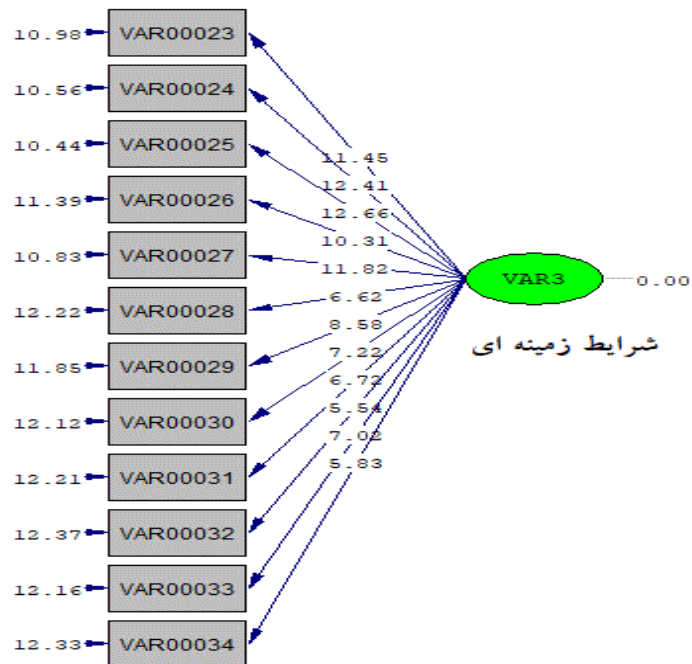 10.98 VAR00023
10.56 VAR00024
10.44 VAR00025
11.39 VAR00026
10.83 VAR00027
12.22 VAR00028
11.85 VAR00029
12.12 VAR00030
12.21 VAR00031
12.37 VAR00032
12.16 VAR00033
12.33 VAR00034
11.45
12.41
12.66
10.31
11.82
6.62
8.58
7.22
6.72
5.54
7.02
5.83
VAR3 0.00
شرایط زمینه ای